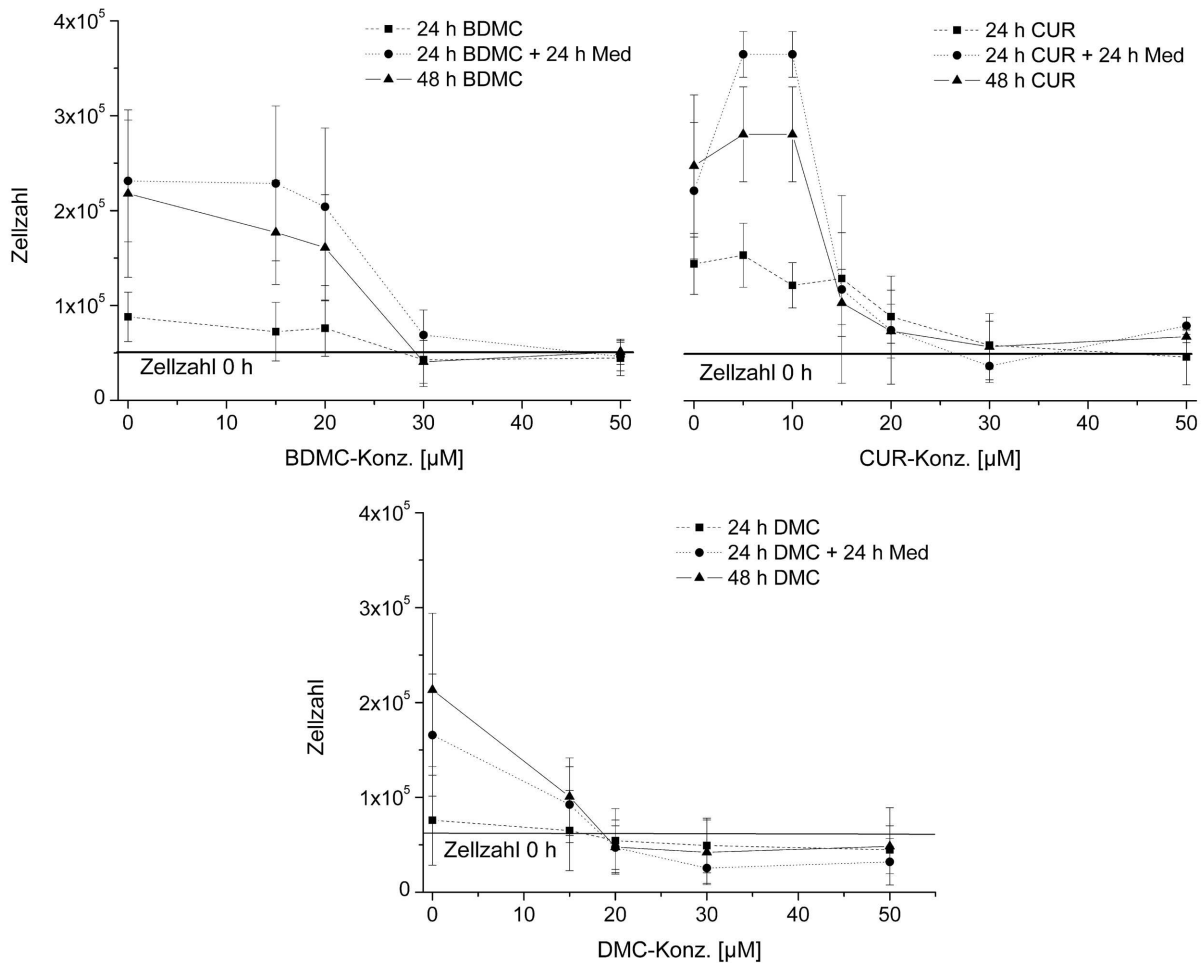 24 h BDMC
24 h BDMC + 24 h Med
48 h BDMC
4x10⁵
3x10⁵
2x10⁵
1x10⁵
0
Zellzahl
Zellzahl 0 h
0 10 20 30 40 50
BDMC-Konz. [µM]
24 h CUR
24 h CUR + 24 h Med
48 h CUR
Zellzahl 0 h
0 10 20 30 40 50
CUR-Konz. [µM]
24 h DMC
24 h DMC + 24 h Med
48 h DMC
4x10⁵
3x10⁵
2x10⁵
1x10⁵
0
Zellzahl
Zellzahl 0 h
0 10 20 30 40 50
DMC-Konz. [µM]